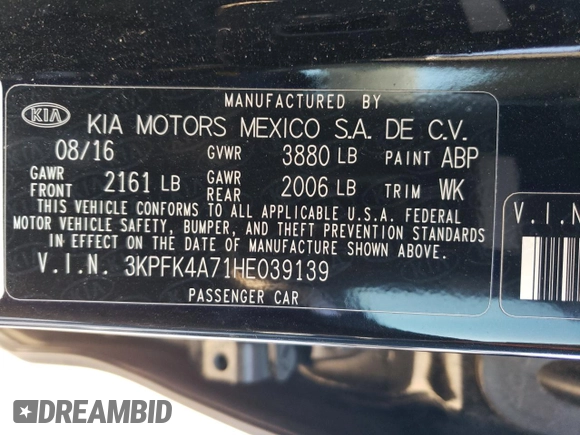 MANUFACTURED BY
KIA KIA MOTORS MEXICO S.A. DE C.V.
08/16 GVWR 3880 LB PAINT ABP
GAWR FRONT 2161 LB GAWR REAR 2006 LB TRIM WK
THIS VEHICLE CONFORMS TO ALL APPLICABLE U.S.A. FEDERAL
MOTOR VEHICLE SAFETY, BUMPER, AND THEFT PREVENTION STANDARDS
IN EFFECT ON THE DATE OF MANUFACTURE SHOWN ABOVE.
V.I.N. 3KPFK4A71HE039139
PASSENGER CAR
V.I.N
DREAMBID